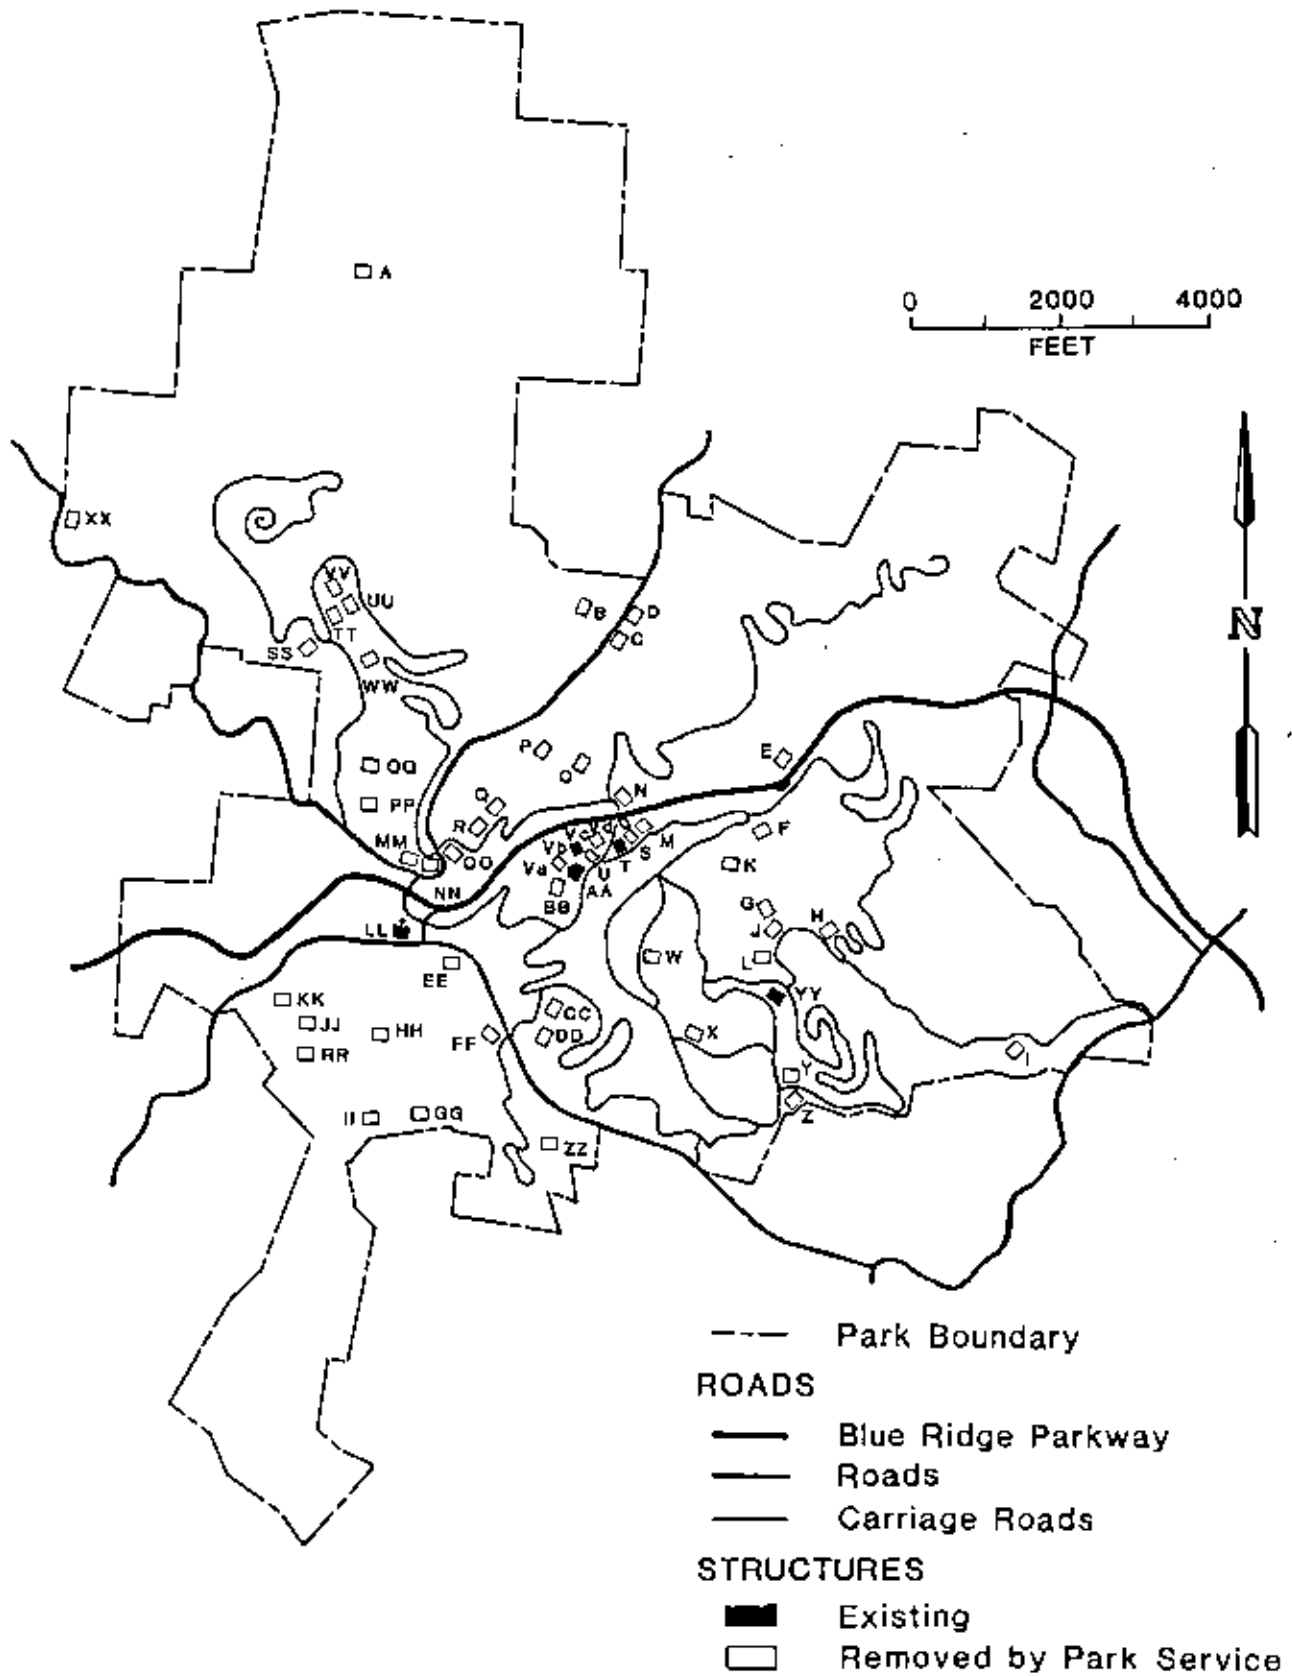 A
0 2000 4000
FEET
XX
N
VV
UU
TT
SS
WW
B
D
C
P
O
E
QQ
PP
Q
N
R
MM
OO
Vb
Va
U
T
S
M
F
K
NN
BB
AA
G
J
H
LL
L
W
EE
YY
KK
JJ
HH
FF
CC
DD
X
RR
Y
I
II
GG
Z
ZZ
Park Boundary
ROADS
Blue Ridge Parkway
Roads
Carriage Roads
STRUCTURES
Existing
Removed by Park Service